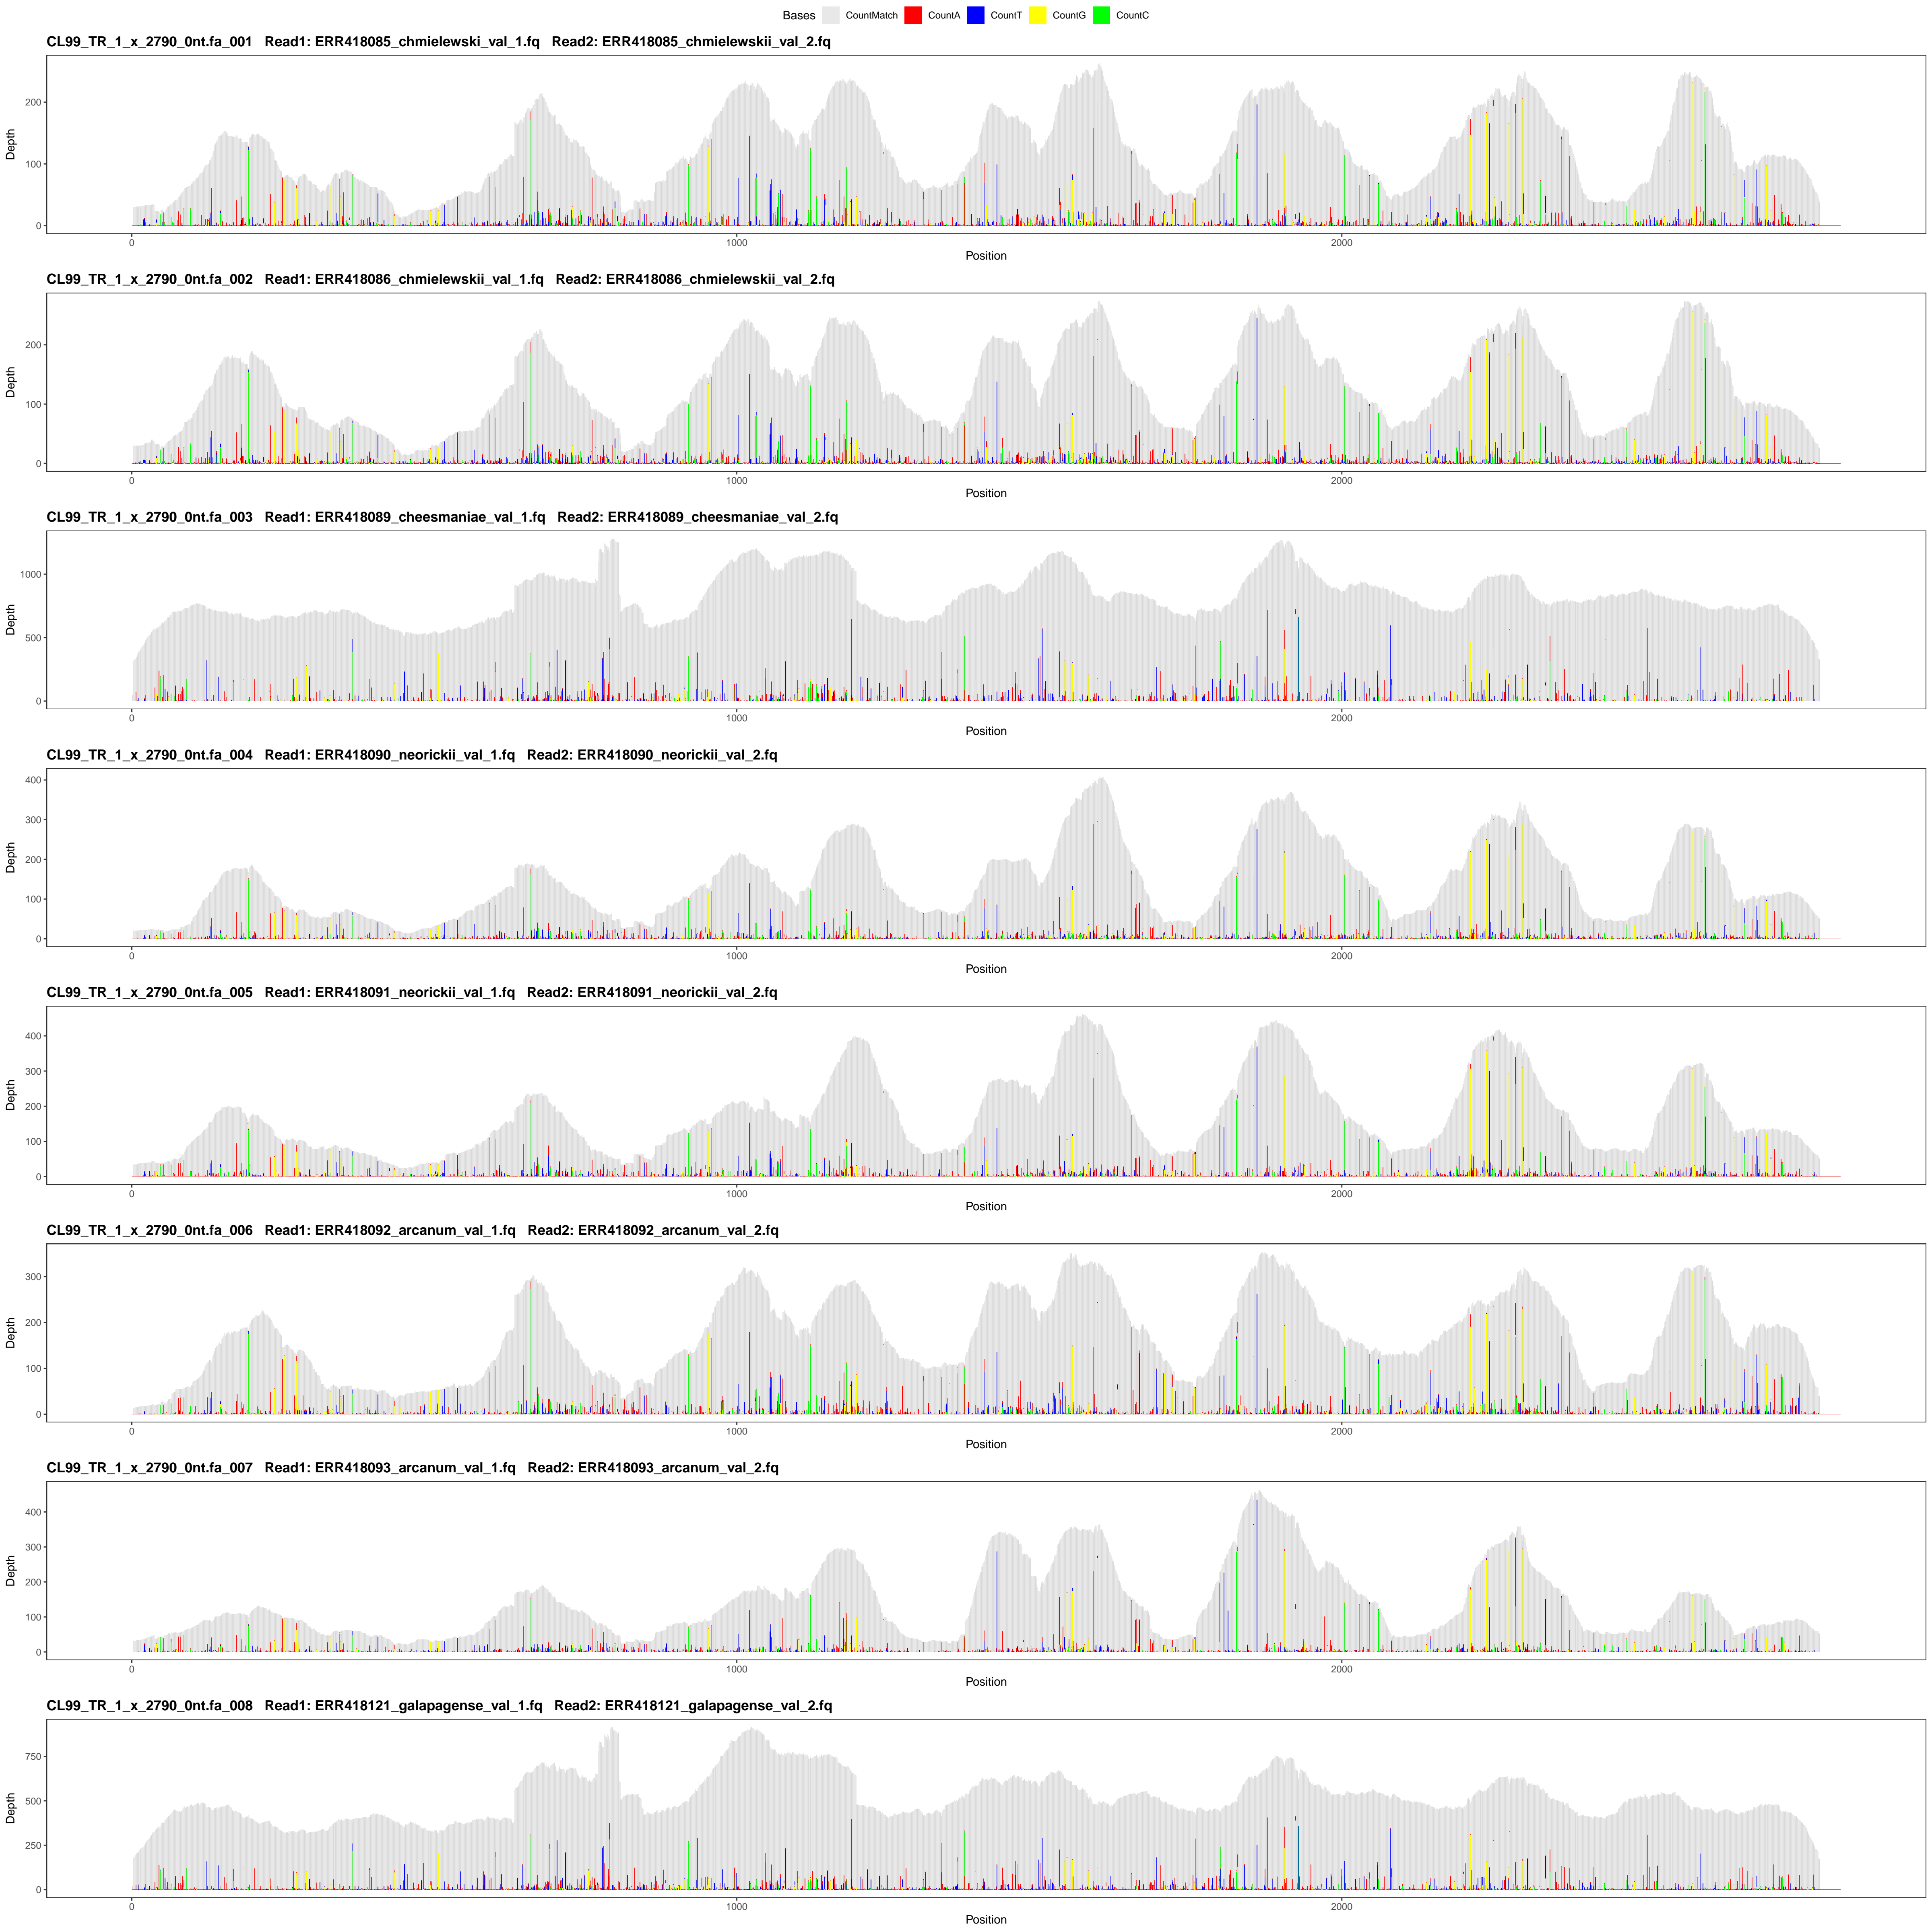 Bases CountMatch CountA CountT CountG CountC
CL99_TR_1_x_2790_0nt.fa_001 Read1: ERR418085_chmielewski_val_1.fq Read2: ERR418085_chmielewskii_val_2.fq
200
100
0
Depth
0 1000 2000
Position
CL99_TR_1_x_2790_0nt.fa_002 Read1: ERR418086_chmielewskii_val_1.fq Read2: ERR418086_chmielewskii_val_2.fq
200
100
0
Depth
0 1000 2000
Position
CL99_TR_1_x_2790_0nt.fa_003 Read1: ERR418089_cheesmaniae_val_1.fq Read2: ERR418089_cheesmaniae_val_2.fq
1000
500
0
Depth
0 1000 2000
Position
CL99_TR_1_x_2790_0nt.fa_004 Read1: ERR418090_neorickii_val_1.fq Read2: ERR418090_neorickii_val_2.fq
400
300
200
100
0
Depth
0 1000 2000
Position
CL99_TR_1_x_2790_0nt.fa_005 Read1: ERR418091_neorickii_val_1.fq Read2: ERR418091_neorickii_val_2.fq
400
300
200
100
0
Depth
0 1000 2000
Position
CL99_TR_1_x_2790_0nt.fa_006 Read1: ERR418092_arcanum_val_1.fq Read2: ERR418092_arcanum_val_2.fq
300
200
100
0
Depth
0 1000 2000
Position
CL99_TR_1_x_2790_0nt.fa_007 Read1: ERR418093_arcanum_val_1.fq Read2: ERR418093_arcanum_val_2.fq
400
300
200
100
0
Depth
0 1000 2000
Position
CL99_TR_1_x_2790_0nt.fa_008 Read1: ERR418121_galapagense_val_1.fq Read2: ERR418121_galapagense_val_2.fq
750
500
250
0
Depth
0 1000 2000
Position